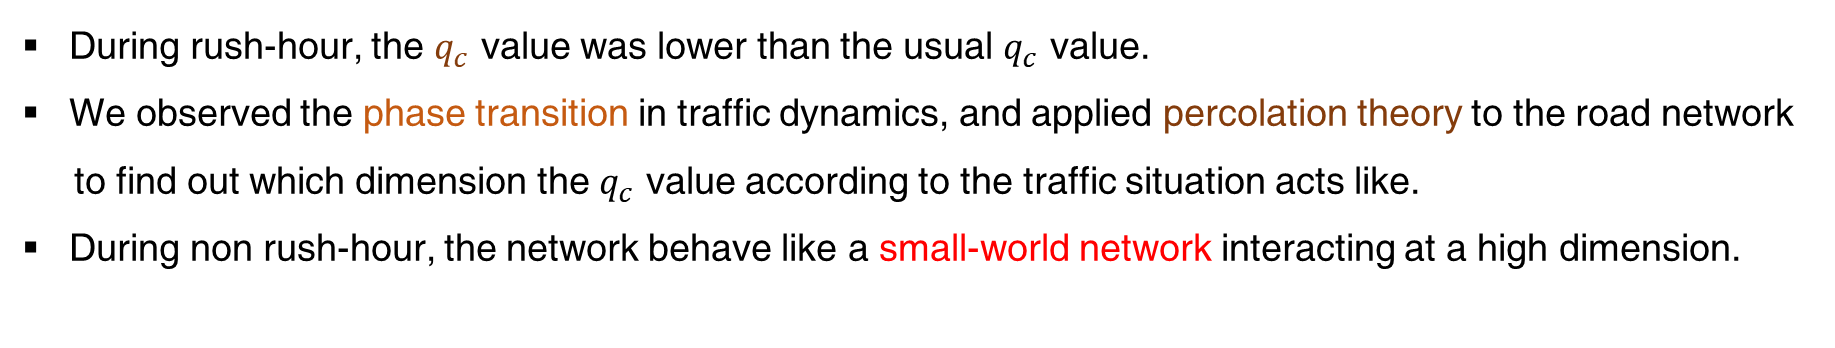 ▪ During rush-hour, the q_c value was lower than the usual q_c value.
▪ We observed the phase transition in traffic dynamics, and applied percolation theory to the road network
to find out which dimension the q_c value according to the traffic situation acts like.
▪ During non rush-hour, the network behave like a small-world network interacting at a high dimension.